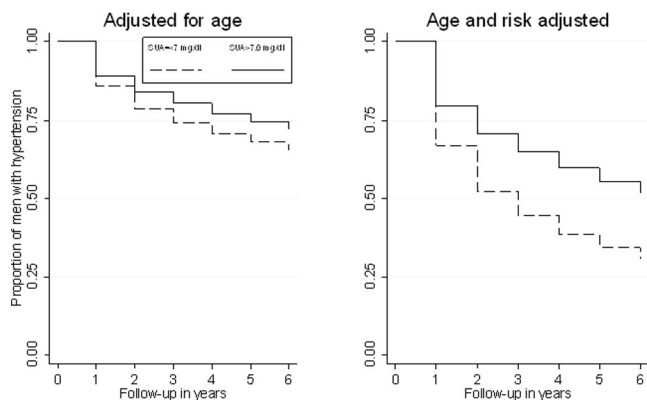 Adjusted for age
Age and risk adjusted
SUA=<7 mg/dl
SUA>7.0 mg/dl
Proportion of men with hypertension
1.00
0.75
0.50
0.25
0.00
0 1 2 3 4 5 6
Follow-up in years
1.00
0.75
0.50
0.25
0.00
0 1 2 3 4 5 6
Follow-up in years